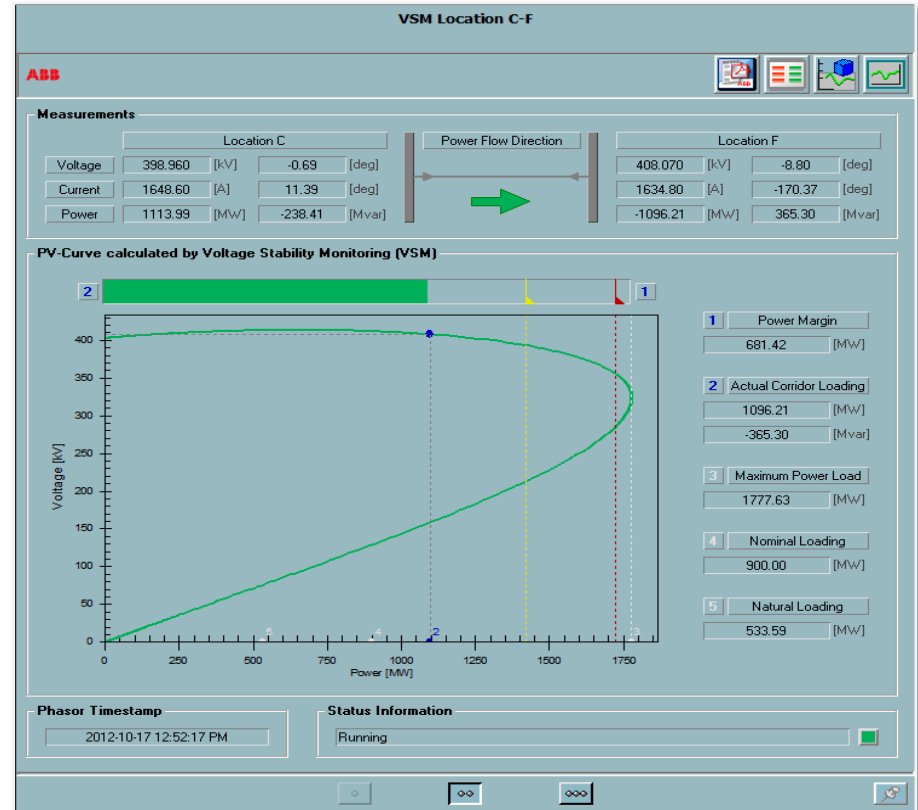 VSM Location C-F
ABB
Measurements
Location C Power Flow Direction Location F
Voltage 398.960 [kV] -0.69 [deg] 408.070 [kV] -8.80 [deg]
Current 1648.60 [A] 11.39 [deg] 1634.80 [A] -170.37 [deg]
Power 1113.99 [MW] -238.41 [Mvar] -1096.21 [MW] 365.30 [Mvar]
PV-Curve calculated by Voltage Stability Monitoring (VSM)
2 1
1 Power Margin
681.42 [MW]
2 Actual Corridor Loading
1096.21 [MW]
-365.30 [Mvar]
3 Maximum Power Load
1777.63 [MW]
4 Nominal Loading
900.00 [MW]
5 Natural Loading
533.59 [MW]
Voltage [kV]
400
350
300
250
200
150
100
50
0
5 4 2 3
0 250 500 750 1000 1250 1500 1750
Power [MW]
Phasor Timestamp
2012-10-17 12:52:17 PM
Status Information
Running